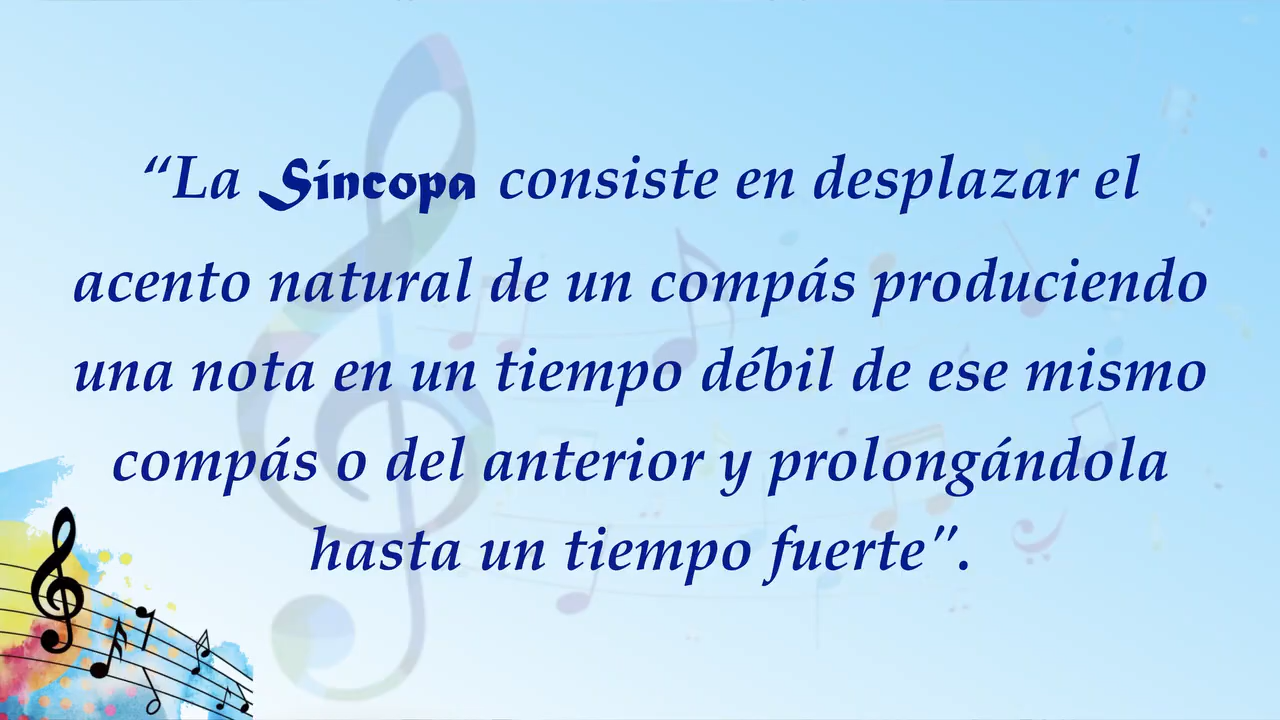 “La Síncopa consiste en desplazar el
acento natural de un compás produciendo
una nota en un tiempo débil de ese mismo
compás o del anterior y prolongándola
hasta un tiempo fuerte".